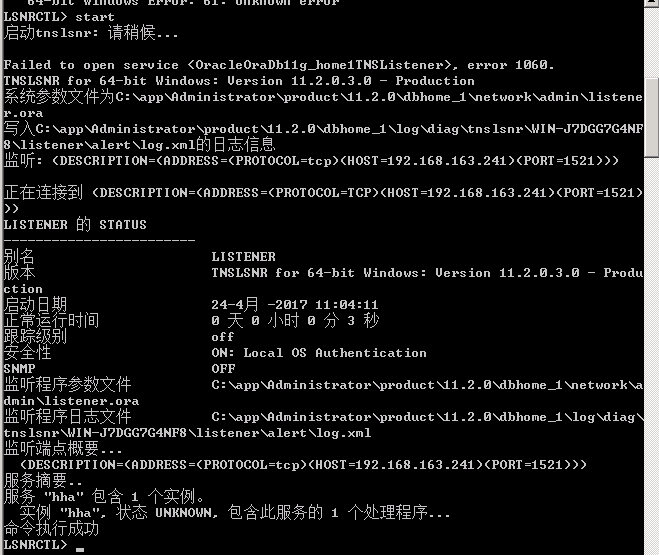 64-bit Windows Error: 61: Unknown error
LSNRCTL> start
启动tnslsnr: 请稍候...
Failed to open service <OracleOraDb11g_home1TNSListener>, error 1060.
TNSLSNR for 64-bit Windows: Version 11.2.0.3.0 - Production
系统参数文件为C:\app\Administrator\product\11.2.0\dbhome_1\network\admin\listene
r.ora
写入C:\app\Administrator\product\11.2.0\dbhome_1\log\diag\tnslsnr\WIN-J7DGG7G4NF
8\listener\alert\log.xml的日志信息
监听: (DESCRIPTION=(ADDRESS=(PROTOCOL=tcp)(HOST=192.168.163.241)(PORT=1521)))
正在连接到 (DESCRIPTION=(ADDRESS=(PROTOCOL=TCP)(HOST=192.168.163.241)(PORT=1521)
))
LISTENER 的 STATUS
------------------------
别名 LISTENER
版本 TNSLSNR for 64-bit Windows: Version 11.2.0.3.0 - Produ
ction
启动日期 24-4月 -2017 11:04:11
正常运行时间 0 天 0 小时 0 分 3 秒
跟踪级别 off
安全性 ON: Local OS Authentication
SNMP OFF
监听程序参数文件 C:\app\Administrator\product\11.2.0\dbhome_1\network\a
dmin\listener.ora
监听程序日志文件 C:\app\Administrator\product\11.2.0\dbhome_1\log\diag\
tnslsnr\WIN-J7DGG7G4NF8\listener\alert\log.xml
监听端点概要...
(DESCRIPTION=(ADDRESS=(PROTOCOL=tcp)(HOST=192.168.163.241)(PORT=1521)))
服务摘要..
服务 "hha" 包含 1 个实例。
实例 "hha", 状态 UNKNOWN, 包含此服务的 1 个处理程序...
命令执行成功
LSNRCTL>